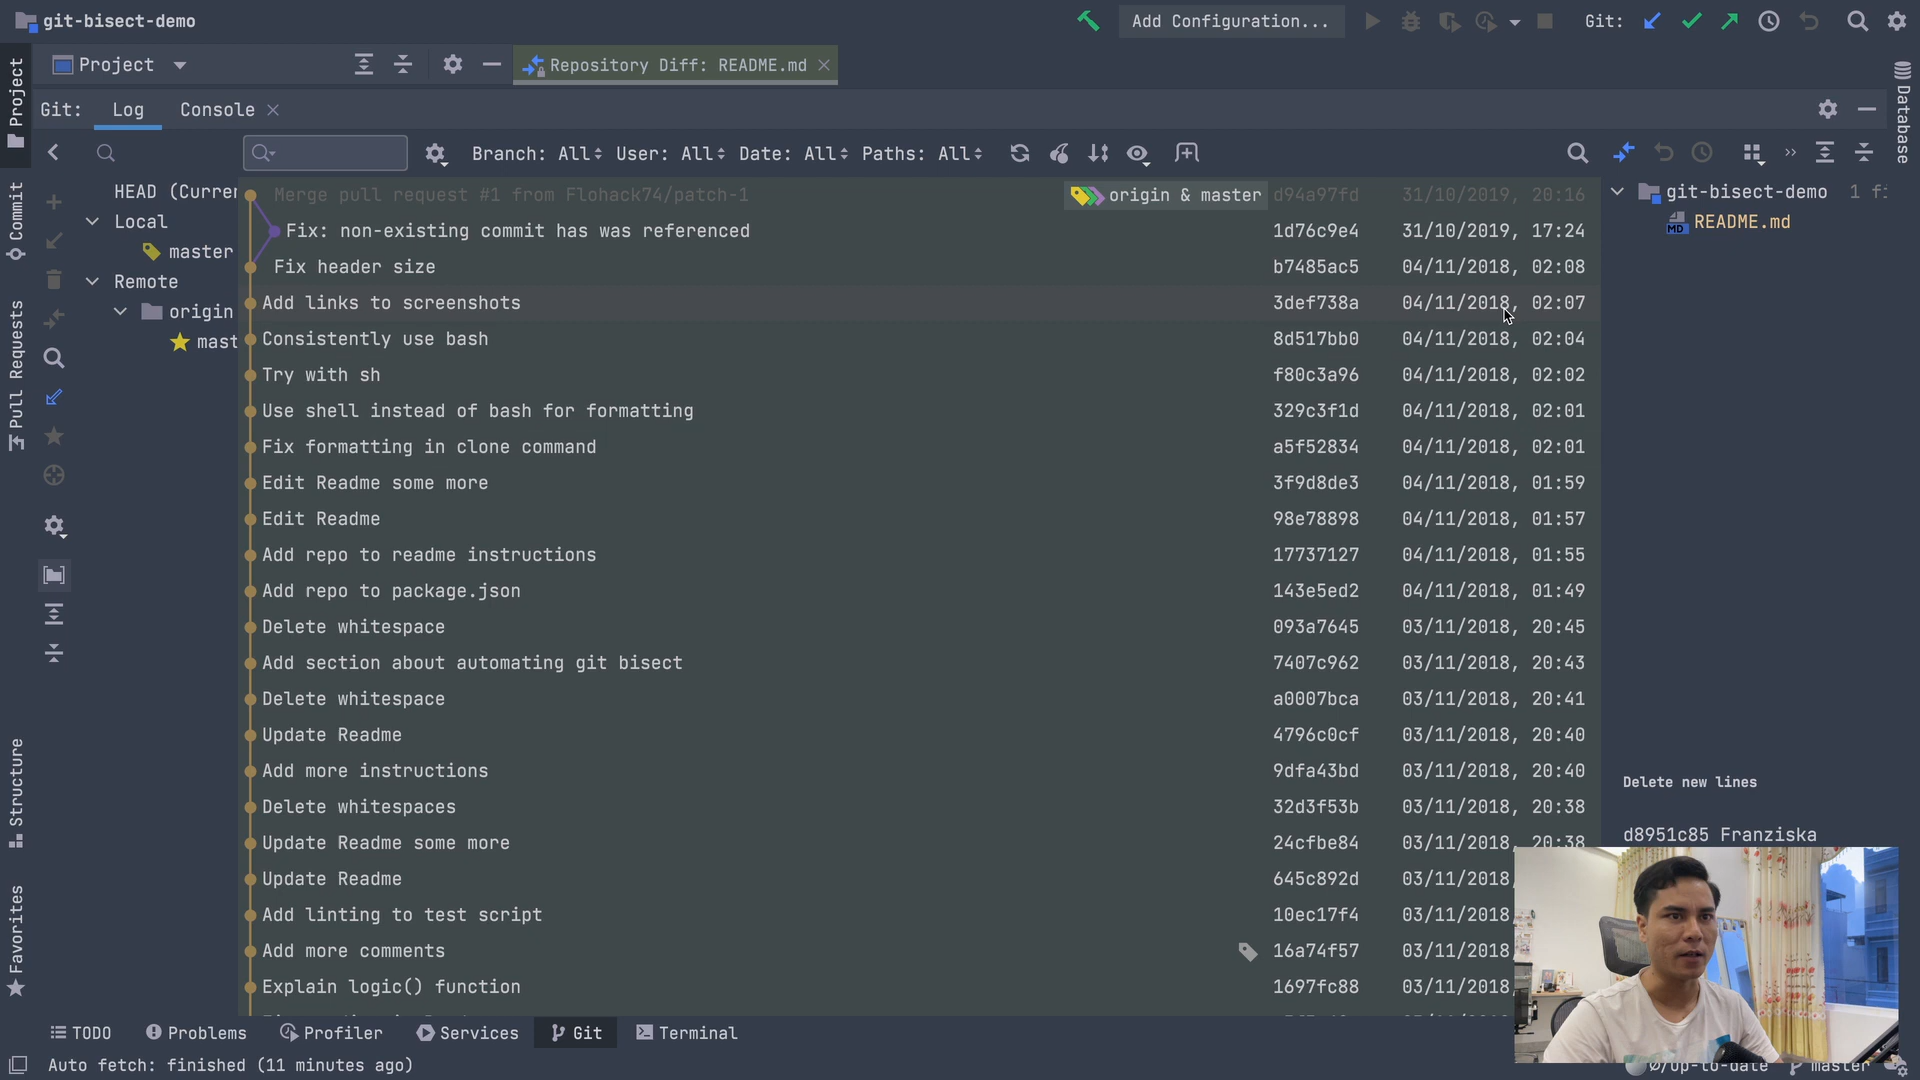 git-bisect-demo
Add Configuration...
Git:
Project
Repository Diff: README.md
Git:
Log
Console
Branch: All
User: All
Date: All
Paths: All
Project
Commit
Pull Requests
Structure
Favorites
Database
HEAD (Curre
Local
master
Remote
origin
mast
Merge pull request #1 from Flohack74/patch-1 origin & master d94a97fd 31/10/2019, 20:16
Fix: non-existing commit has was referenced 1d76c9e4 31/10/2019, 17:24
Fix header size b7485ac5 04/11/2018, 02:08
Add links to screenshots 3def738a 04/11/2018, 02:07
Consistently use bash 8d517bb0 04/11/2018, 02:04
Try with sh f80c3a96 04/11/2018, 02:02
Use shell instead of bash for formatting 329c3f1d 04/11/2018, 02:01
Fix formatting in clone command a5f52834 04/11/2018, 02:01
Edit Readme some more 3f9d8de3 04/11/2018, 01:59
Edit Readme 98e78898 04/11/2018, 01:57
Add repo to readme instructions 17737127 04/11/2018, 01:55
Add repo to package.json 143e5ed2 04/11/2018, 01:49
Delete whitespace 093a7645 03/11/2018, 20:45
Add section about automating git bisect 7407c962 03/11/2018, 20:43
Delete whitespace a0007bca 03/11/2018, 20:41
Update Readme 4796c0cf 03/11/2018, 20:40
Add more instructions 9dfa43bd 03/11/2018, 20:40
Delete whitespaces 32d3f53b 03/11/2018, 20:38
Update Readme some more 24cfbe84 03/11/2018, 20:38
Update Readme 645c892d 03/11/2018
Add linting to test script 10ec17f4 03/11/2018
Add more comments 16a74f57 03/11/2018
Explain logic() function 1697fc88 03/11/2018
git-bisect-demo 1 fi
MD README.md
Delete new lines
d8951c85 Franziska
TODO
Problems
Profiler
Services
Git
Terminal
Auto fetch: finished (11 minutes ago)
Ø/up-to-date
master